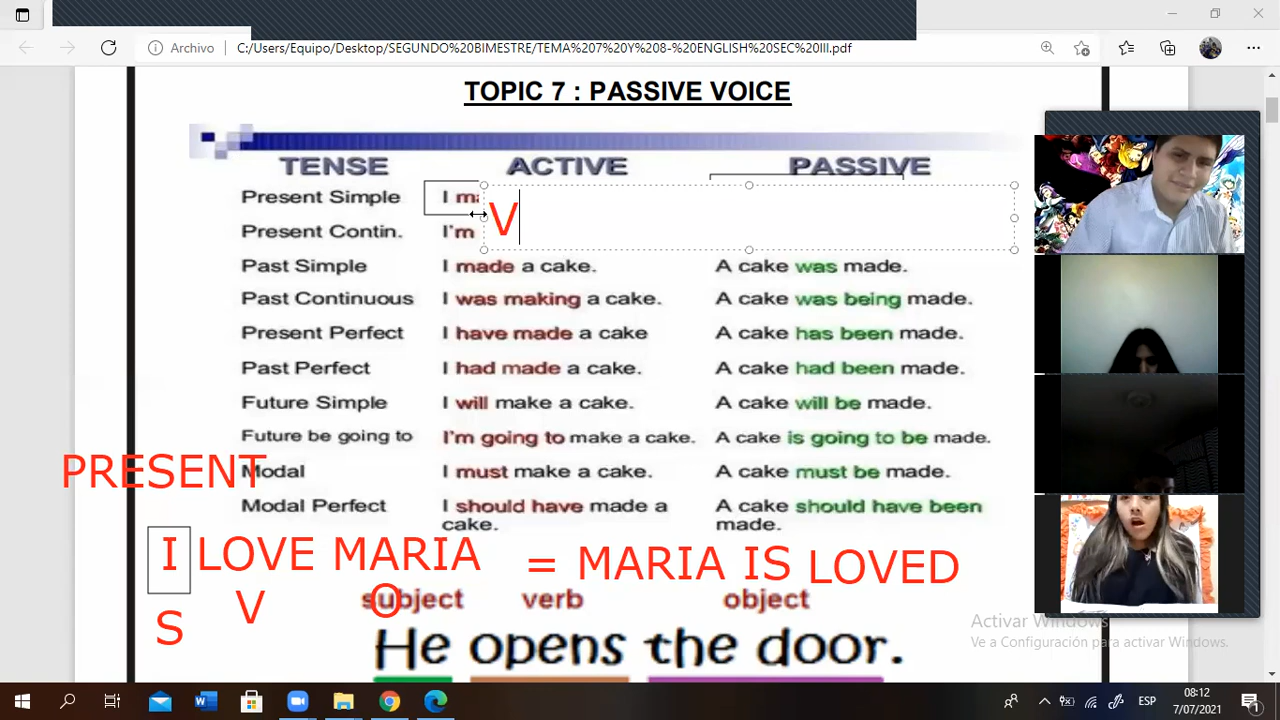 Archivo
C:/Users/Equipo/Desktop/SEGUNDO%20BIMESTRE/TEMA%207%20Y%208-%20ENGLISH%20SEC%20III.pdf
TOPIC 7 : PASSIVE VOICE
TENSE ACTIVE PASSIVE
Present Simple I V
Present Contin. I'm
Past Simple I made a cake. A cake was made.
Past Continuous I was making a cake. A cake was being made.
Present Perfect I have made a cake A cake has been made.
Past Perfect I had made a cake. A cake had been made.
Future Simple I will make a cake. A cake will be made.
Future be going to I'm going to make a cake. A cake is going to be made.
PRESENT
Modal I must make a cake. A cake must be made.
Modal Perfect I should have made a cake. A cake should have been made.
I LOVE MARIA = MARIA IS LOVED
S V O
subject verb object
He opens the door.
Activar Windows
Ve a Configuración para activar Windows.
ESP
08:12
7/07/2021
1